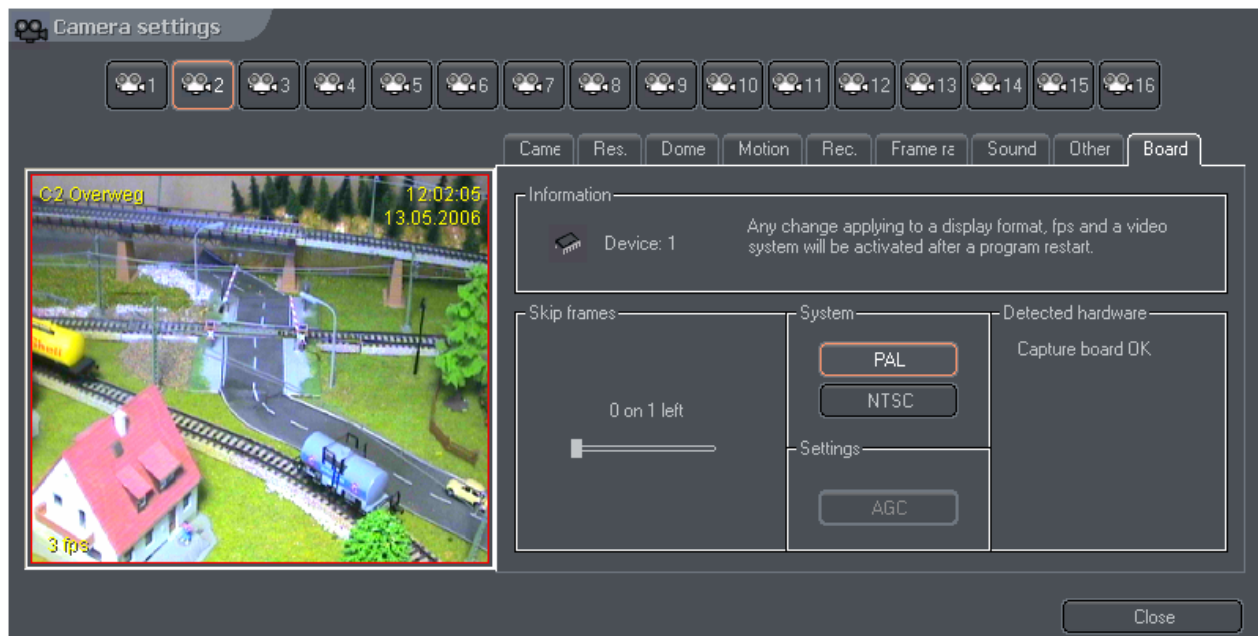 Camera settings
1 2 3 4 5 6 7 8 9 10 11 12 13 14 15 16
Came Res. Dome Motion Rec. Frame ra Sound Other Board
C2 Overweg
12:02:05
13.05.2006
Shell
3 fps
Information
Device: 1
Any change applying to a display format, fps and a video
system will be activated after a program restart.
Skip frames
0 on 1 left
System
PAL
NTSC
Settings
AGC
Detected hardware
Capture board OK
Close